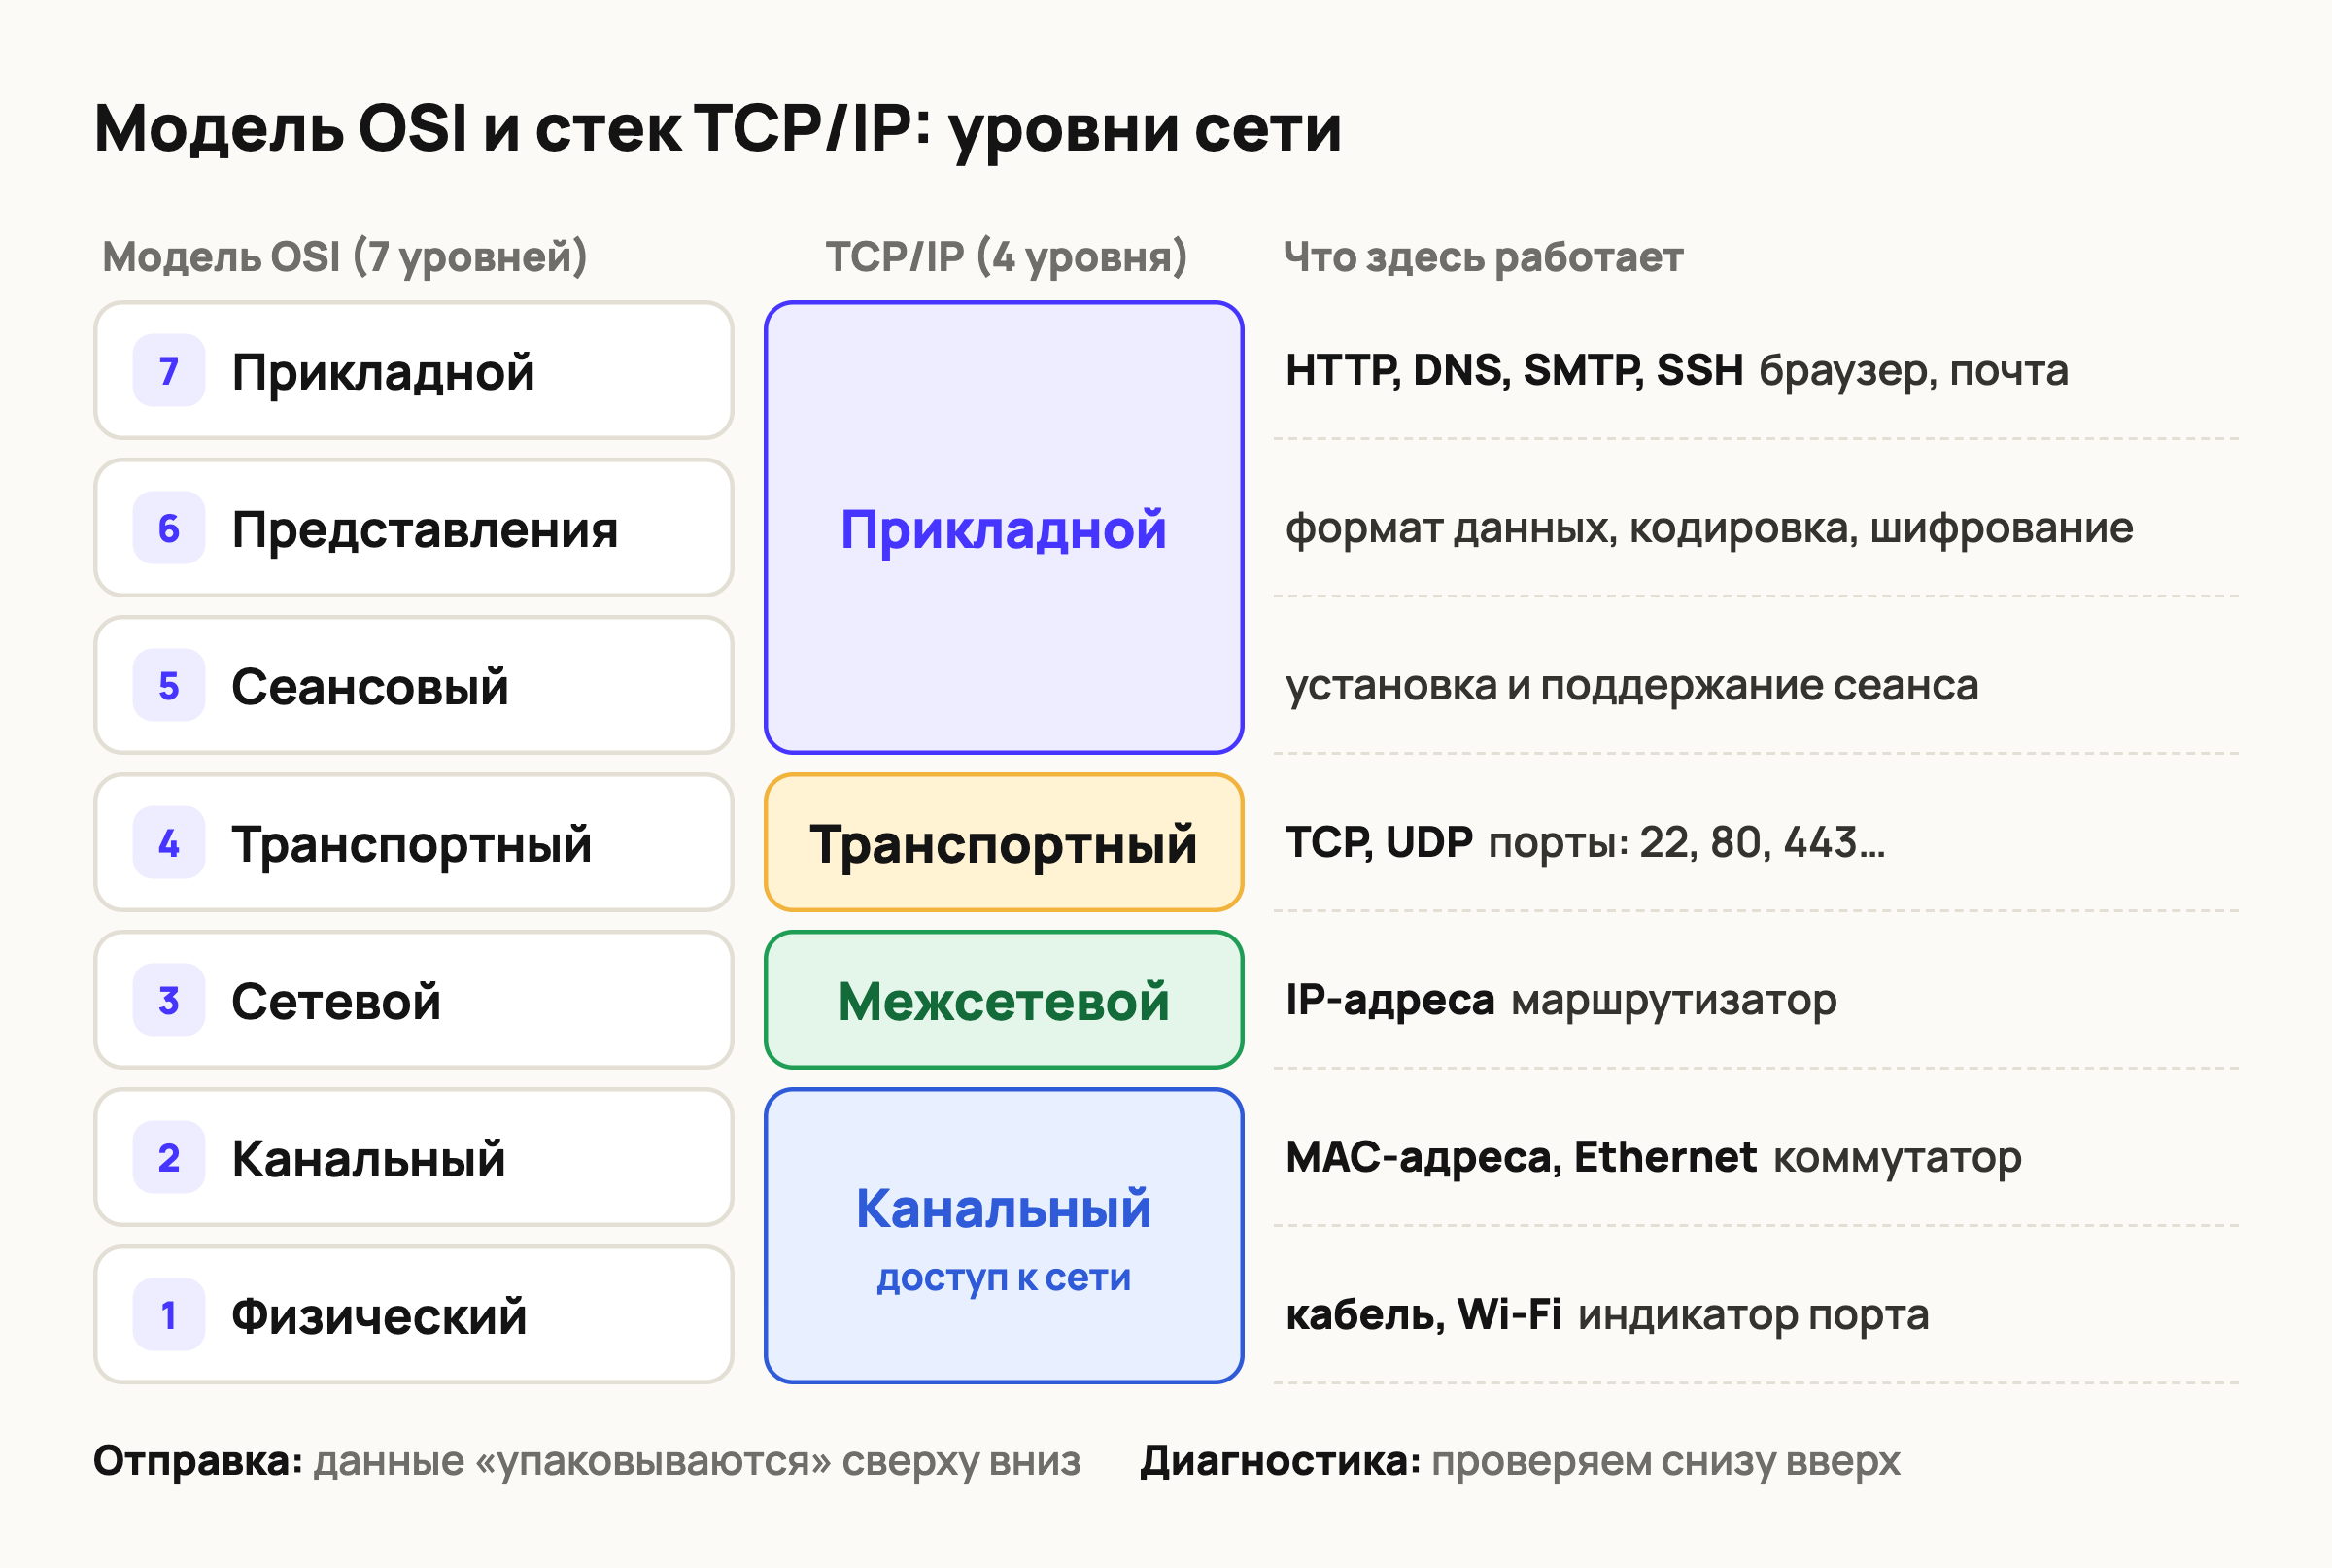 Модель OSI и стек TCP/IP: уровни сети
Модель OSI (7 уровней) TCP/IP (4 уровня) Что здесь работает
7 Прикладной HTTP, DNS, SMTP, SSH браузер, почта
6 Представления Прикладной формат данных, кодировка, шифрование
5 Сеансовый установка и поддержание сеанса
4 Транспортный Транспортный TCP, UDP порты: 22, 80, 443...
3 Сетевой Межсетевой IP-адреса маршрутизатор
2 Канальный MAC-адреса, Ethernet коммутатор
Канальный
доступ к сети
1 Физический кабель, Wi-Fi индикатор порта
Отправка: данные «упаковываются» сверху вниз Диагностика: проверяем снизу вверх